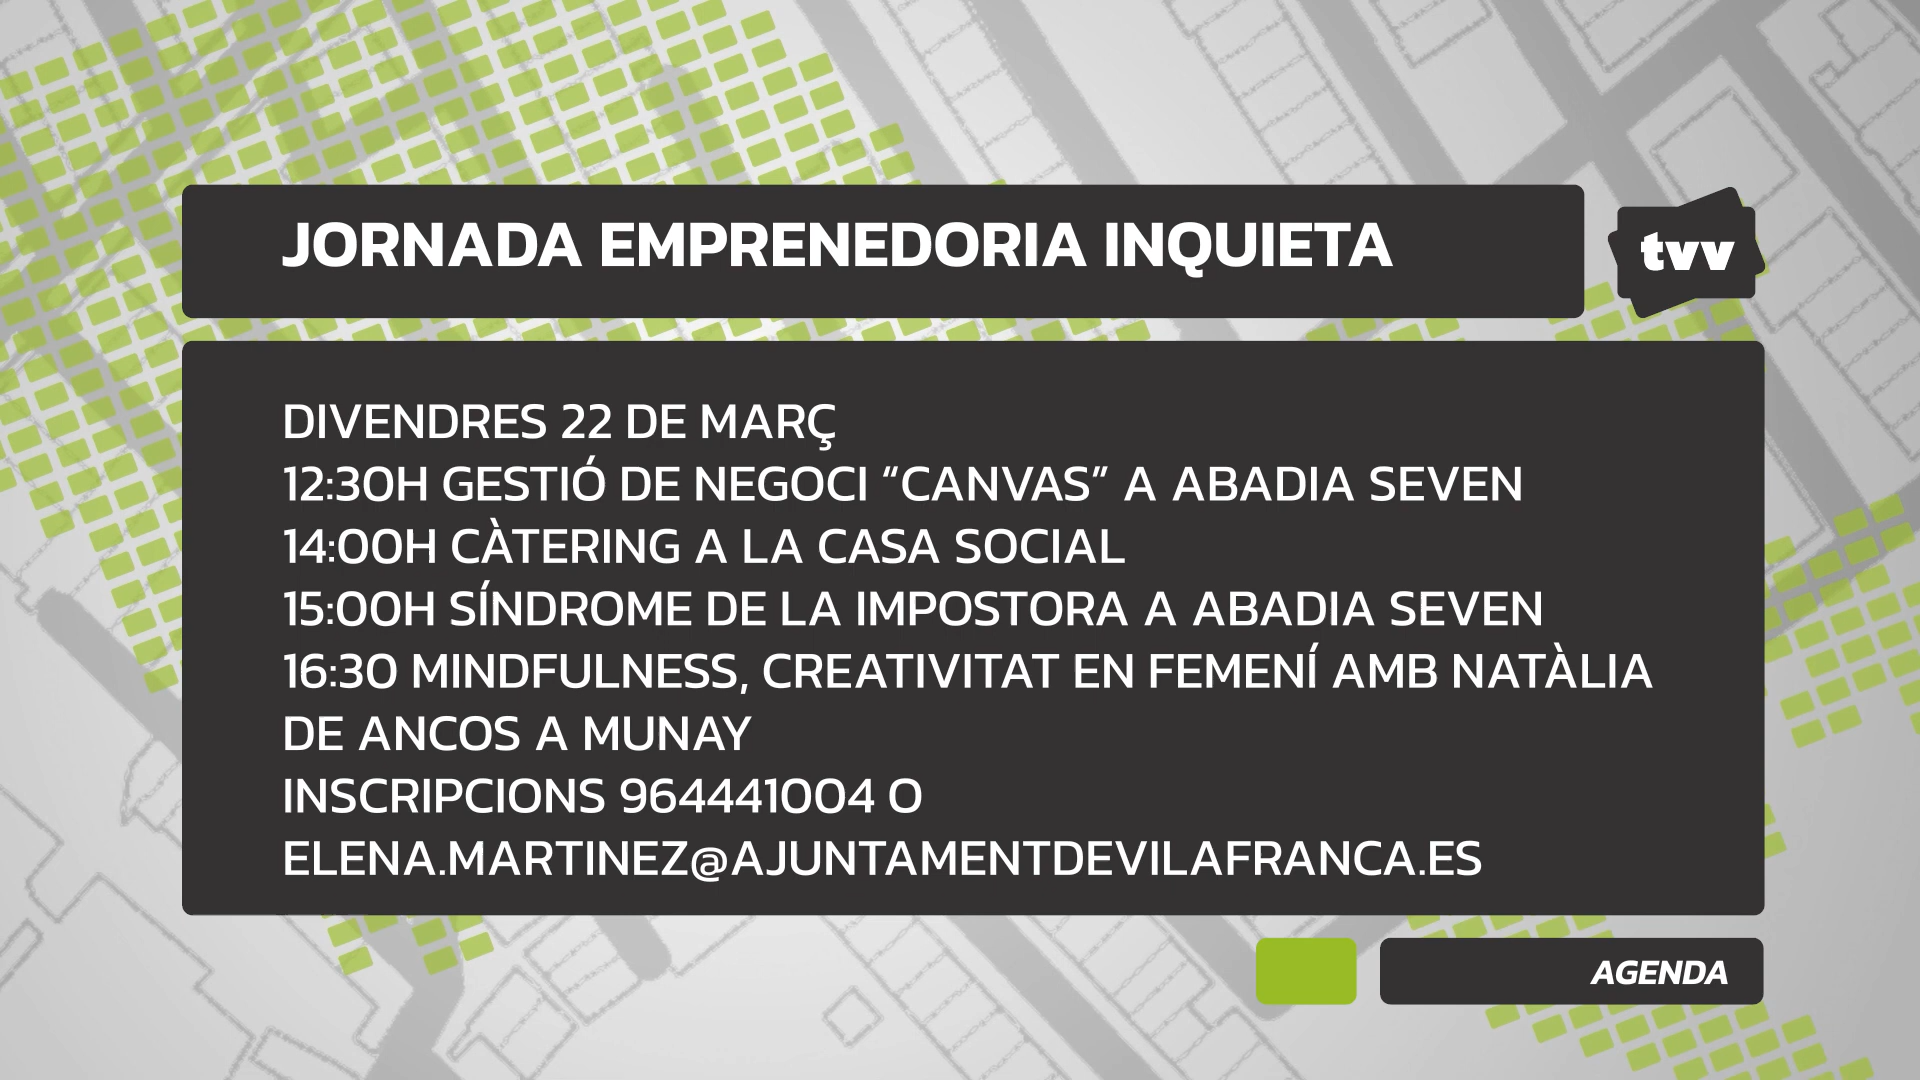 JORNADA EMPRENEDORIA INQUIETA
tvv
DIVENDRES 22 DE MARÇ
12:30H GESTIÓ DE NEGOCI “CANVAS” A ABADIA SEVEN
14:00H CÀTERING A LA CASA SOCIAL
15:00H SÍNDROME DE LA IMPOSTORA A ABADIA SEVEN
16:30 MINDFULNESS, CREATIVITAT EN FEMENÍ AMB NATÀLIA
DE ANCOS A MUNAY
INSCRIPCIONS 964441004 O
ELENA.MARTINEZ@AJUNTAMENTDEVILAFRANCA.ES
AGENDA